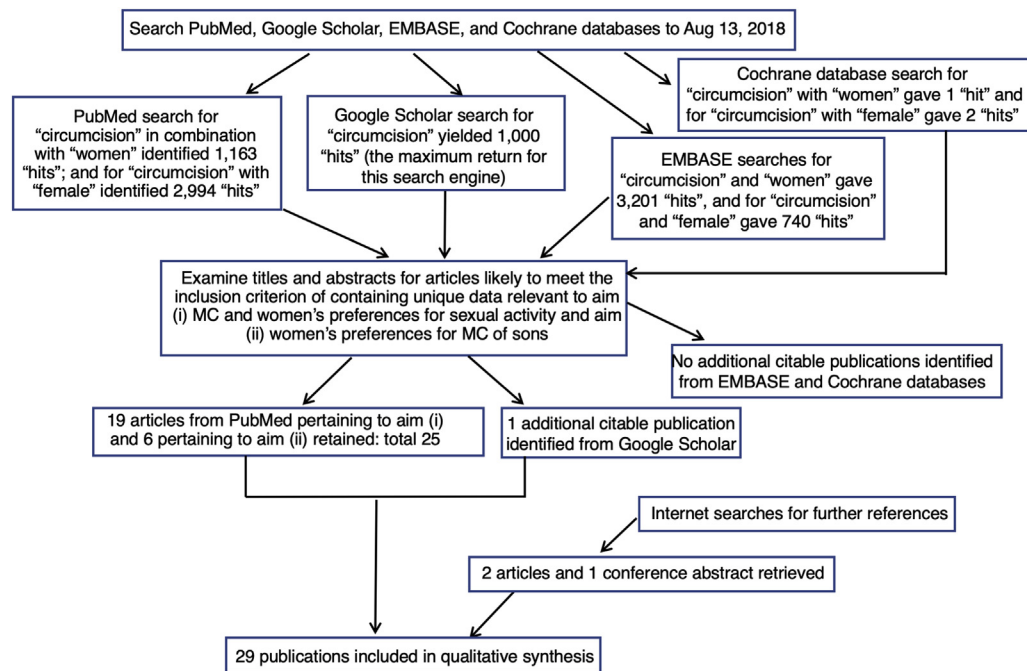 Search PubMed, Google Scholar, EMBASE, and Cochrane databases to Aug 13, 2018
PubMed search for
“circumcision” in combination
with “women” identified 1,163
“hits”; and for “circumcision” with
“female” identified 2,994 “hits”
Google Scholar search for
“circumcision” yielded 1,000
“hits” (the maximum return for
this search engine)
Cochrane database search for
“circumcision” with “women” gave 1 “hit” and
for “circumcision” with “female” gave 2 “hits”
EMBASE searches for
“circumcision” and “women” gave
3,201 “hits”, and for “circumcision”
and “female” gave 740 “hits”
Examine titles and abstracts for articles likely to meet the
inclusion criterion of containing unique data relevant to aim
(i) MC and women’s preferences for sexual activity and aim
(ii) women’s preferences for MC of sons
No additional citable publications identified
from EMBASE and Cochrane databases
19 articles from PubMed pertaining to aim (i)
and 6 pertaining to aim (ii) retained: total 25
1 additional citable publication
identified from Google Scholar
Internet searches for further references
2 articles and 1 conference abstract retrieved
29 publications included in qualitative synthesis